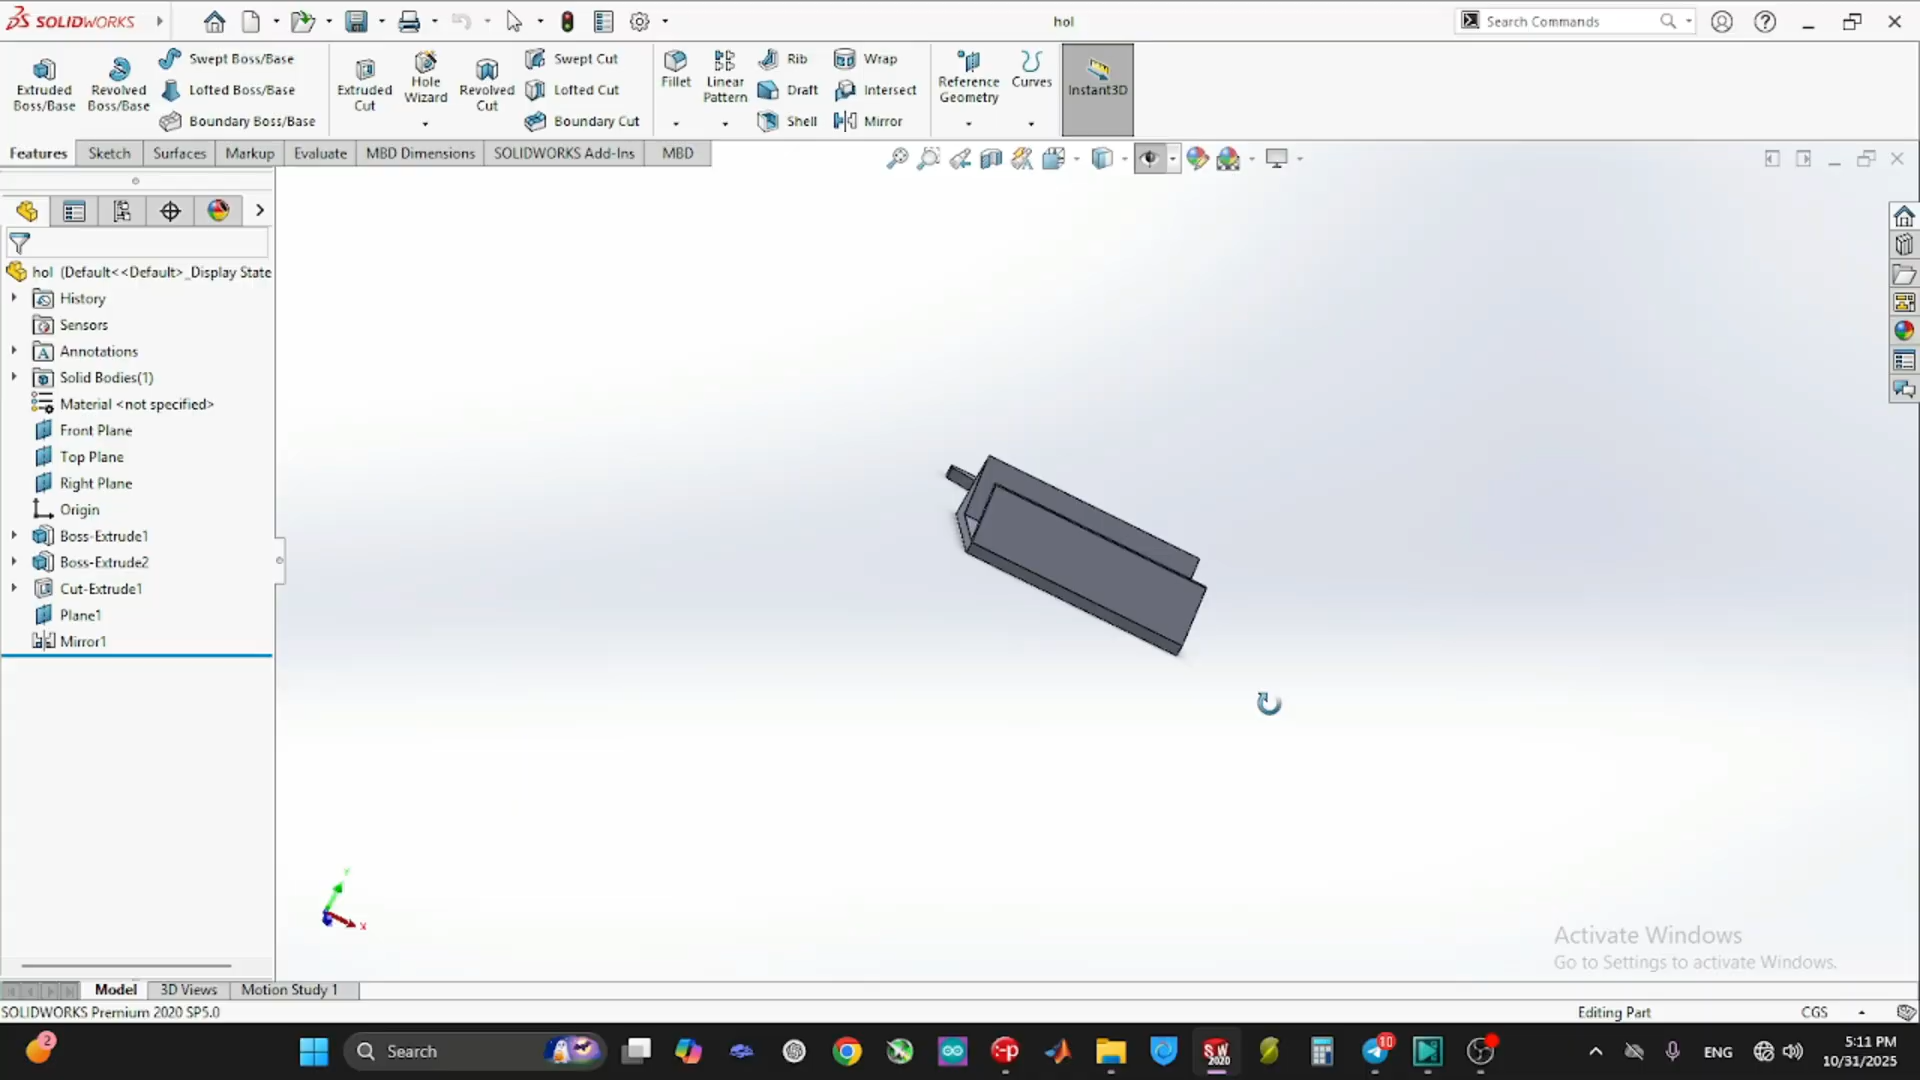 SOLIDWORKS
hol
Search Commands
Extruded Boss/Base
Revolved Boss/Base
Swept Boss/Base
Lofted Boss/Base
Boundary Boss/Base
Extruded Cut
Hole Wizard
Revolved Cut
Swept Cut
Lofted Cut
Boundary Cut
Fillet
Linear Pattern
Rib
Draft
Shell
Wrap
Intersect
Mirror
Reference Geometry
Curves
Instant3D
Features
Sketch
Surfaces
Markup
Evaluate
MBD Dimensions
SOLIDWORKS Add-Ins
MBD
hol (Default<<Default>_Display State
History
Sensors
Annotations
Solid Bodies(1)
Material <not specified>
Front Plane
Top Plane
Right Plane
Origin
Boss-Extrude1
Boss-Extrude2
Cut-Extrude1
Plane1
Mirror1
Y
X
Activate Windows
Go to Settings to activate Windows.
Model
3D Views
Motion Study 1
SOLIDWORKS Premium 2020 SP5.0
Editing Part
CGS
2
Search
SW
2020
10
ENG
5:11 PM
10/31/2025